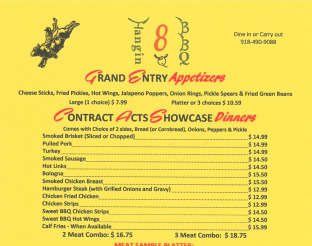 Hangin 8 BBQ
Dine in or Carry out
918-490-9088
GRAND ENTRY Appetizers
Cheese Sticks, Fried Pickles, Hot Wings, Jalapeno Poppers, Onion Rings, Pickle Spears & Fried Green Beans
Large (1 choice) $ 7.99 Platter or 3 choices $ 10.59
CONTRACT ACTS SHOWCASE Dinners
Comes with Choice of 2 sides, Bread (or Cornbread), Onions, Peppers & Pickle
Smoked Brisket (Sliced or Chopped) $ 14.99
Pulled Pork $ 14.99
Turkey $ 14.99
Smoked Sausage $ 14.50
Hot Links $ 14.50
Bologna $ 15.50
Smoked Chicken Breast $ 15.50
Hamburger Steak (with Grilled Onions and Gravy) $ 12.99
Chicken Fried Chicken $ 12.99
Chicken Strips $ 12.99
Sweet BBQ Chicken Strips $ 14.50
Sweet BBQ Hot Wings $ 14.50
Calf Fries - When Available $ 15.99
2 Meat Combo: $ 16.75 3 Meat Combo: $ 18.75
MEAT SAMPLE PLATTER: